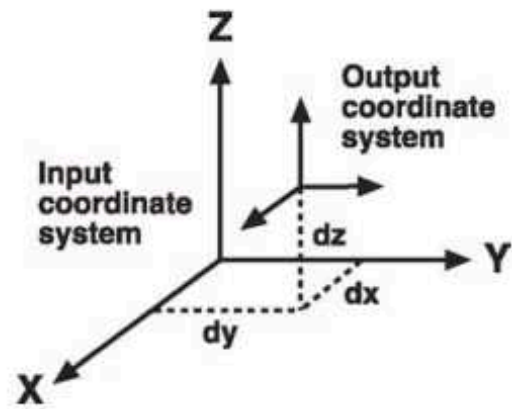 Z
Output
coordinate
system
Input
coordinate
system
dz
Y
dx
dy
X